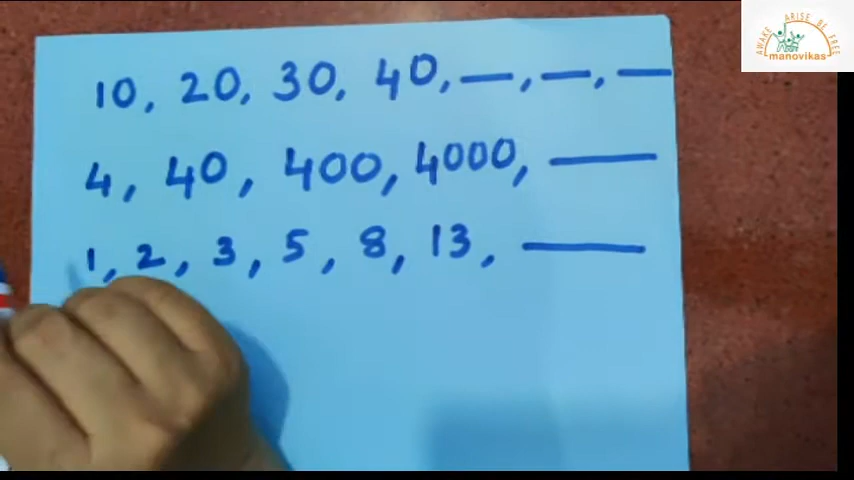 AWAKE ARISE BE FREE
manovikas
10, 20, 30, 40, __, __, __
4, 40, 400, 4000, ____
1, 2, 3, 5, 8, 13, ____